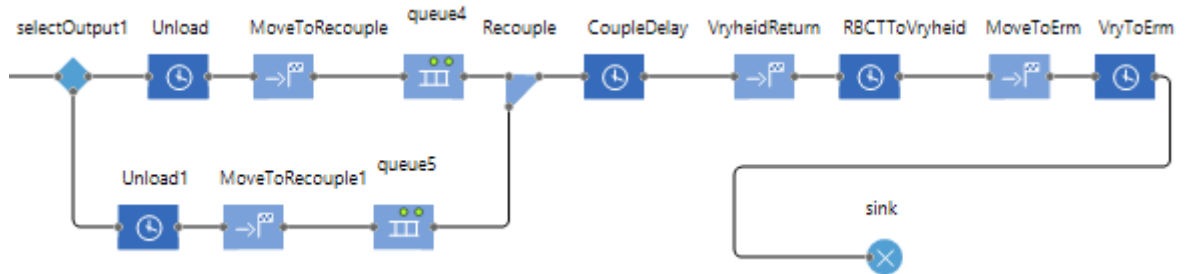 selectOutput1
Unload
MoveToRecouple
queue4
Recouple
CoupleDelay
VryheidReturn
RBCTToVryheid
MoveToErm
VryToErm
Unload1
MoveToRecouple1
queue5
sink